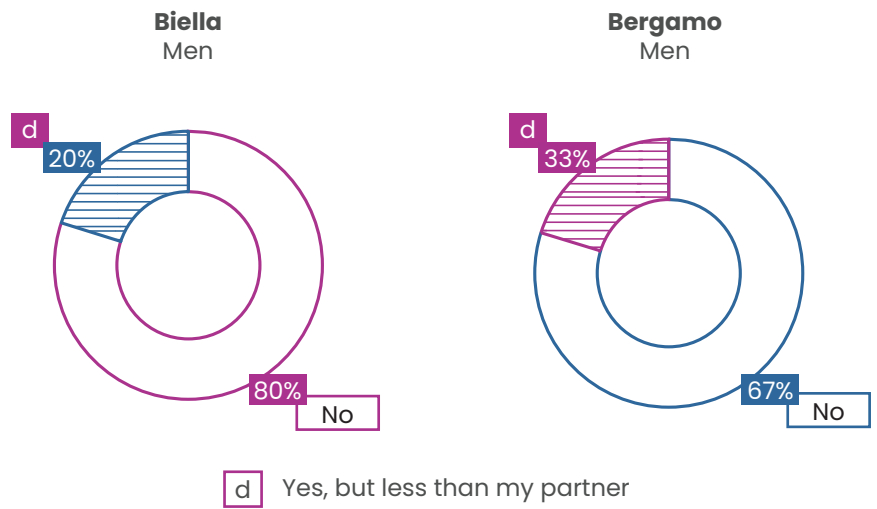 Biella
Men
d
20%
80%
No
Bergamo
Men
d
33%
67%
No
d Yes, but less than my partner